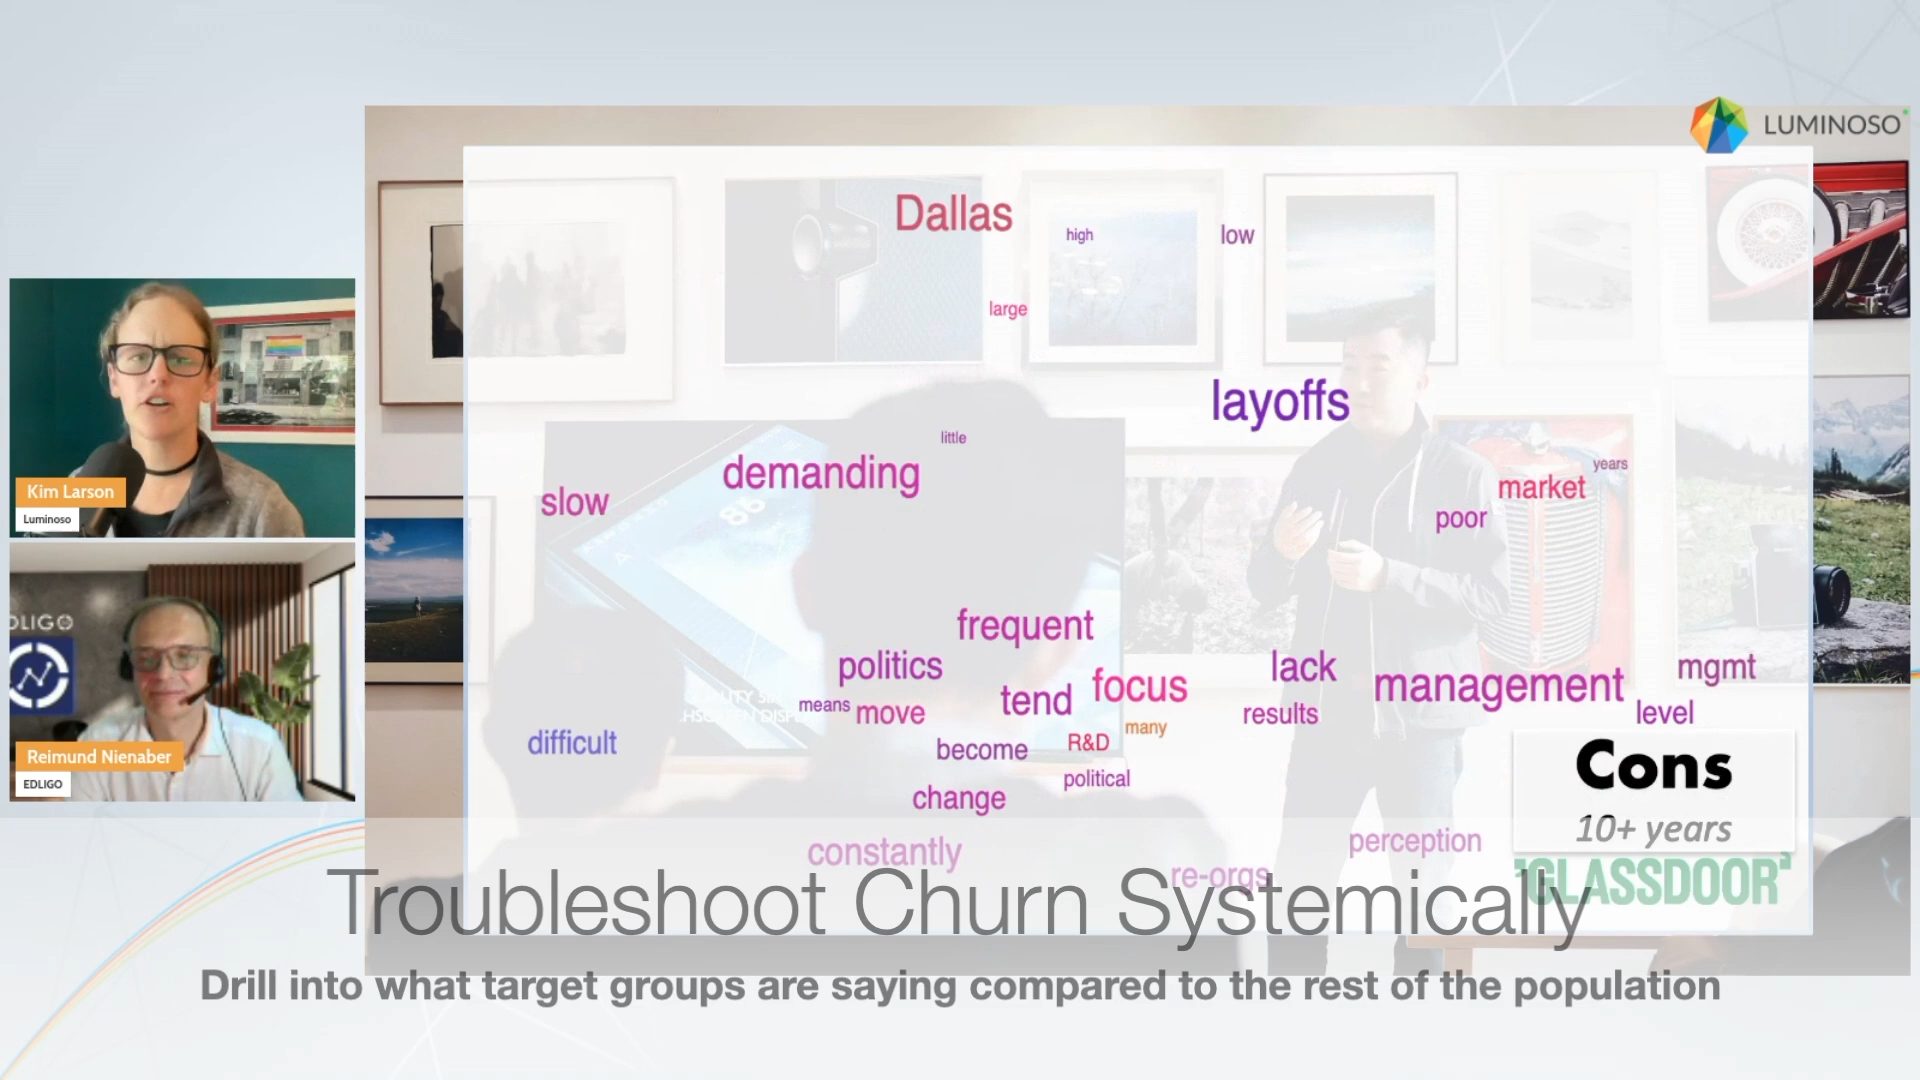 LUMINOSO
Dallas
high
low
large
layoffs
little
demanding
slow
years
market
poor
frequent
politics
lack
management
mgmt
tend
focus
means
move
results
level
many
difficult
become
R&D
political
change
constantly
perception
re-orgs
Cons
10+ years
GLASSDOOR
Kim Larson
Luminoso
Reimund Nienaber
EDLIGO
Troubleshoot Churn Systemically
Drill into what target groups are saying compared to the rest of the population